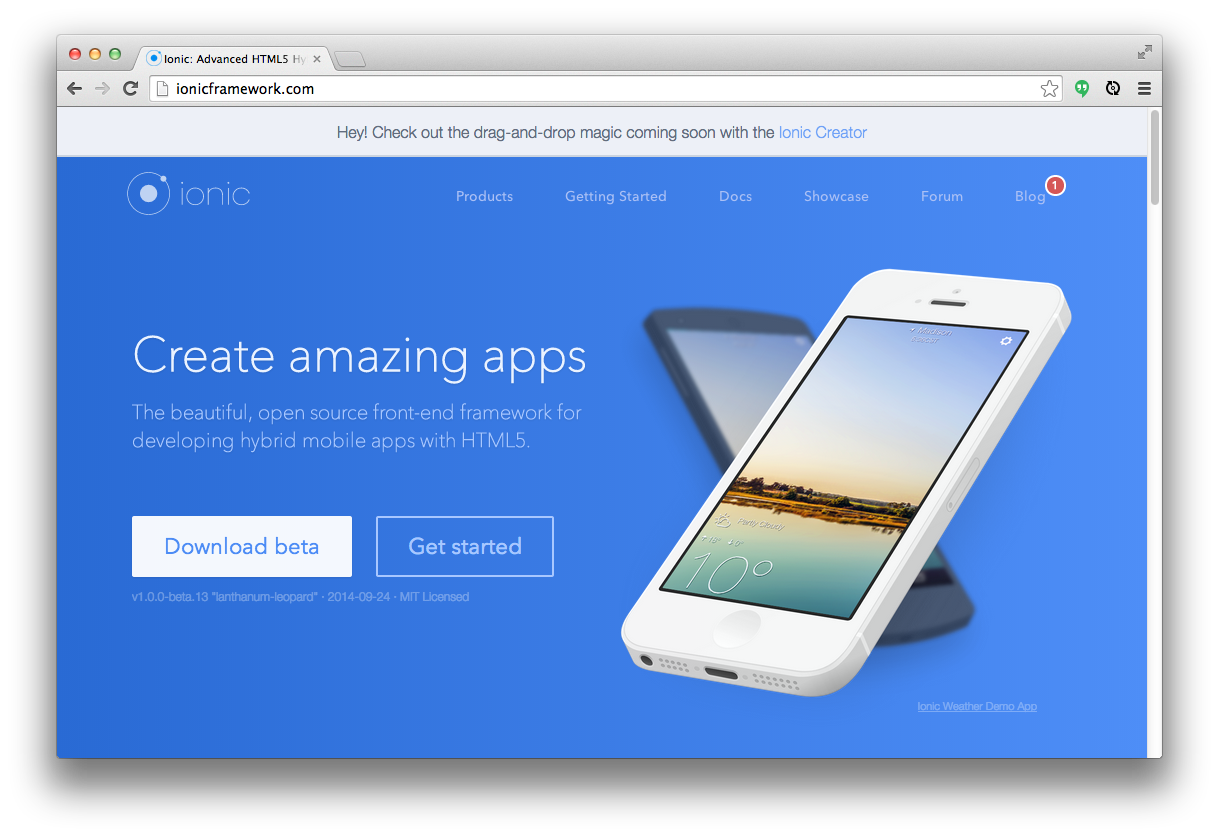 Ionic: Advanced HTML5 Hy
ionicframework.com
Hey! Check out the drag-and-drop magic coming soon with the Ionic Creator
ionic
Products Getting Started Docs Showcase Forum Blog 1
Create amazing apps
The beautiful, open source front-end framework for
developing hybrid mobile apps with HTML5.
Download beta Get started
v1.0.0-beta.13 "lanthanum-leopard" · 2014-09-24 · MIT Licensed
Madison
Partly Cloudy
10°
Ionic Weather Demo App